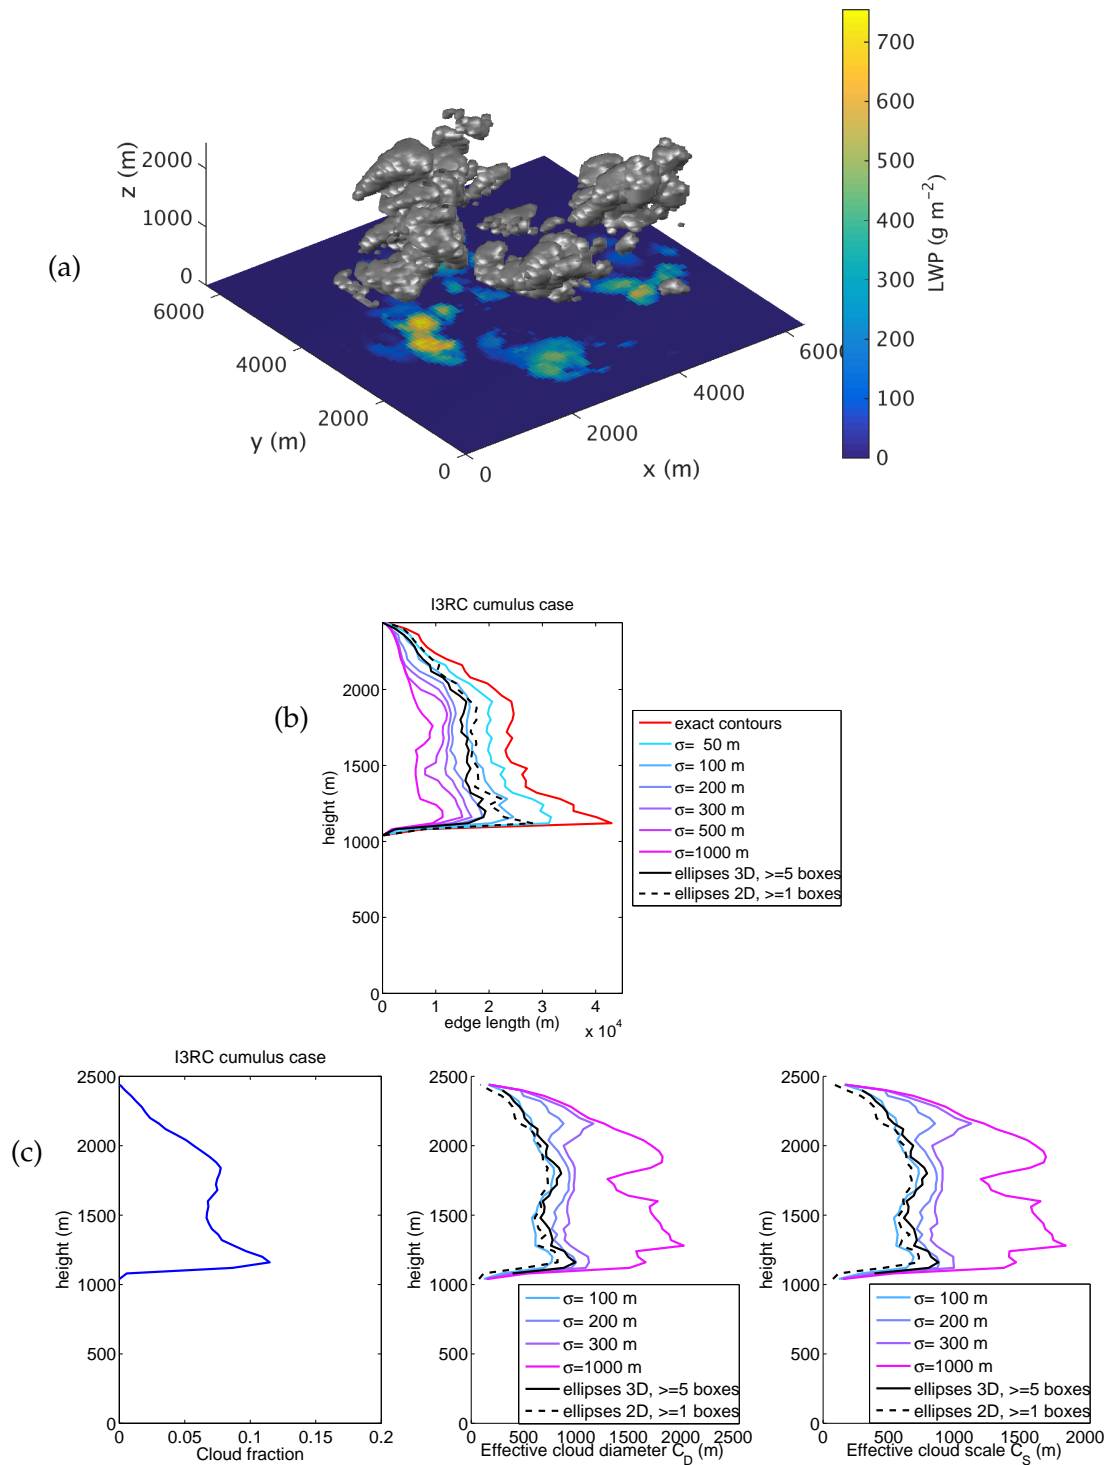 700
600
500
400
300
200
100
0
LWP (g m⁻²)
2000
1000
0
z (m)
(a)
6000
4000
2000
0
y (m)
0
2000
4000
6000
x (m)
I3RC cumulus case
(b)
2000
1500
1000
500
0
height (m)
0 1 2 3 4
edge length (m)
x 10⁴
exact contours
σ= 50 m
σ= 100 m
σ= 200 m
σ= 300 m
σ= 500 m
σ=1000 m
ellipses 3D, >=5 boxes
ellipses 2D, >=1 boxes
(c)
I3RC cumulus case
2500
2000
1500
1000
500
0
height (m)
0 0.05 0.1 0.15 0.2
Cloud fraction
2500
2000
1500
1000
500
0
height (m)
σ= 100 m
σ= 200 m
σ= 300 m
σ=1000 m
ellipses 3D, >=5 boxes
ellipses 2D, >=1 boxes
0 500 1000 1500 2000 2500
Effective cloud diameter C_D (m)
2500
2000
1500
1000
500
0
height (m)
σ= 100 m
σ= 200 m
σ= 300 m
σ=1000 m
ellipses 3D, >=5 boxes
ellipses 2D, >=1 boxes
0 500 1000 1500 2000
Effective cloud scale C_S (m)